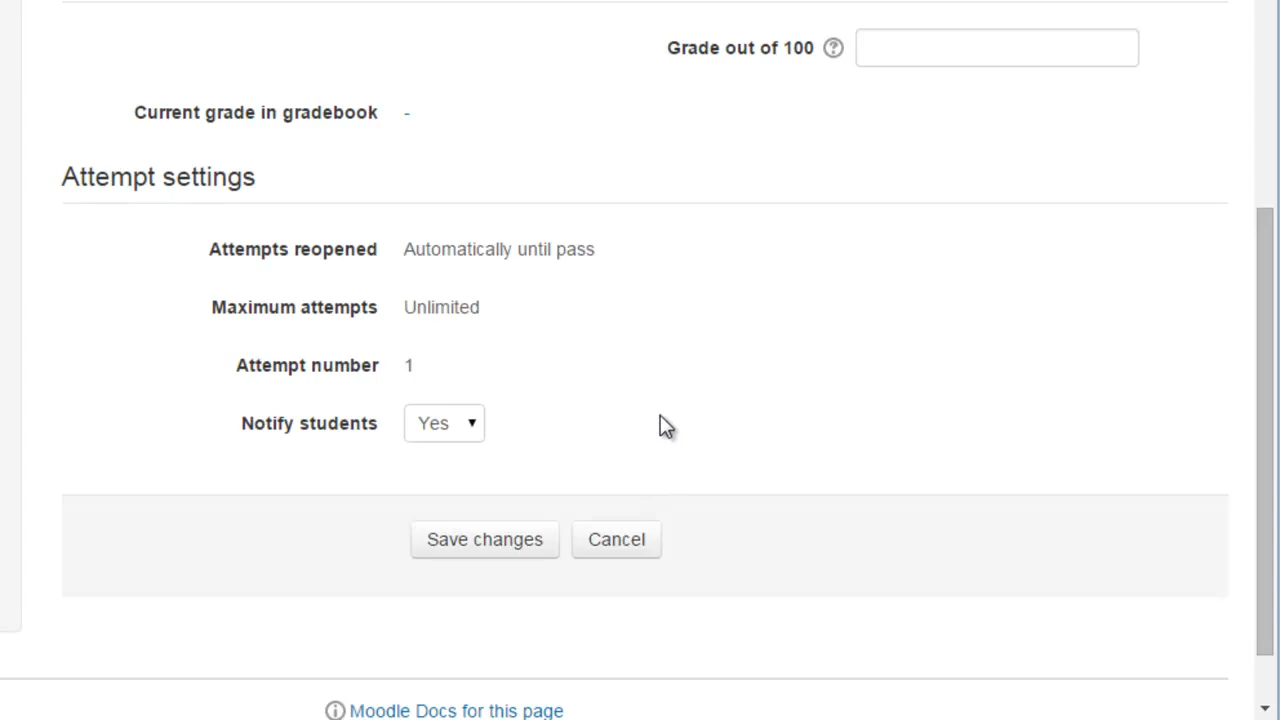 Grade out of 100
Current grade in gradebook -
Attempt settings
Attempts reopened Automatically until pass
Maximum attempts Unlimited
Attempt number 1
Notify students Yes
Save changes Cancel
Moodle Docs for this page